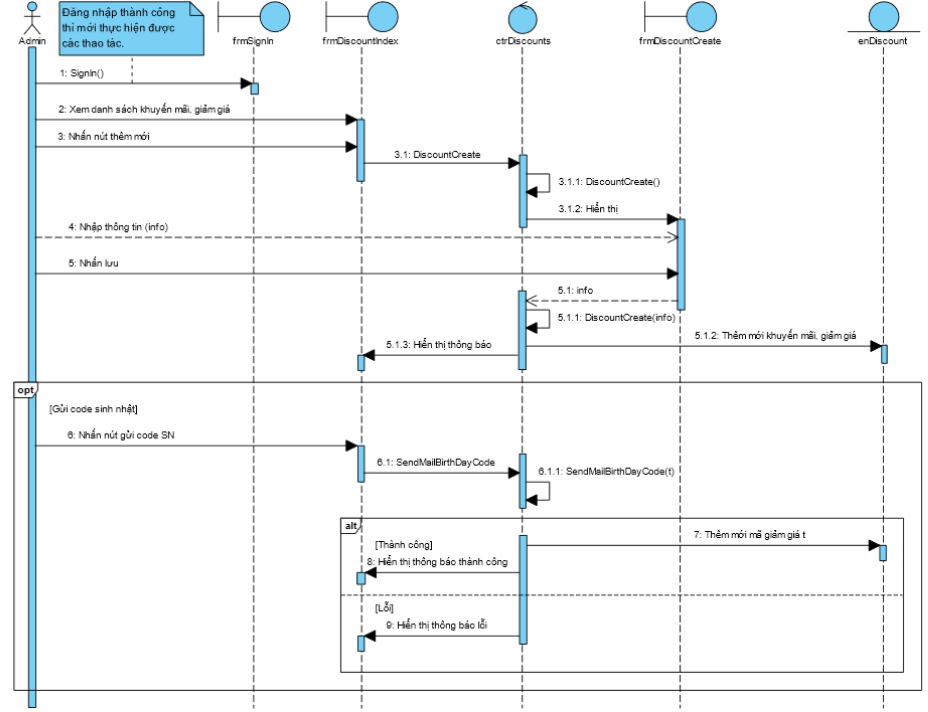 Đăng nhập thành công
thì mới thực hiện được
các thao tác.
Admin
frmSignIn
frmDiscountIndex
ctrDiscounts
frmDiscountCreate
enDiscount
1: SignIn()
2: Xem danh sách khuyến mãi, giảm giá
3: Nhấn nút thêm mới
3.1: DiscountCreate
3.1.1: DiscountCreate()
3.1.2: Hiển thị
4: Nhập thông tin (info)
5: Nhấn lưu
5.1: info
5.1.1: DiscountCreate(info)
5.1.2: Thêm mới khuyến mãi, giảm giá
5.1.3: Hiển thị thông báo
opt
[Gửi code sinh nhật]
6: Nhấn nút gửi code SN
6.1: SendMailBirthDayCode
6.1.1: SendMailBirthDayCode(t)
alt
7: Thêm mới mã giảm giá t
[Thành công]
8: Hiển thị thông báo thành công
[Lỗi]
9: Hiển thị thông báo lỗi